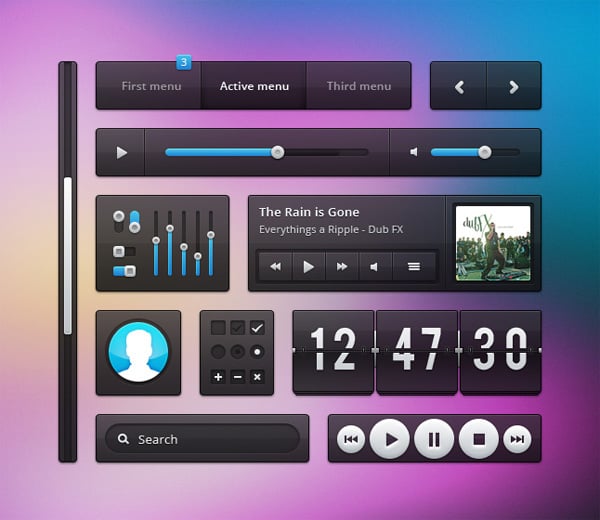 3
First menu
Active menu
Third menu
The Rain is Gone
Everythings a Ripple - Dub FX
dub FX
12 47 30
Search